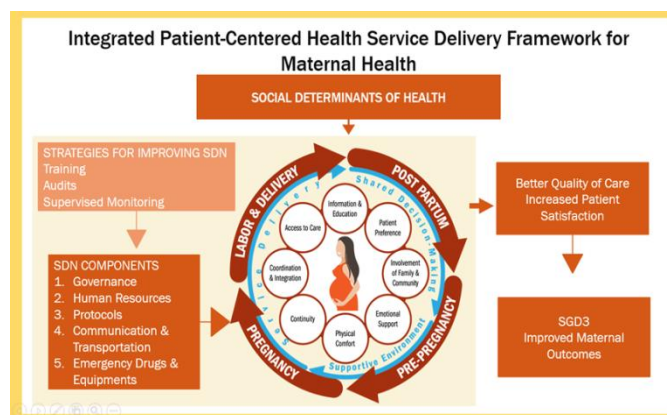 Integrated Patient-Centered Health Service Delivery Framework for
Maternal Health
SOCIAL DETERMINANTS OF HEALTH
STRATEGIES FOR IMPROVING SDN
Training
Audits
Supervised Monitoring
SDN COMPONENTS
1. Governance
2. Human Resources
3. Protocols
4. Communication &
Transportation
5. Emergency Drugs &
Equipments
LABOR & DELIVERY
POST PARTUM
PRE-PREGNANCY
PREGNANCY
Service Delivery
Shared Decision-Making
Supportive Environment
Information &
Education
Patient
Preference
Involvement of
Family &
Community
Emotional
Support
Physical
Comfort
Continuity
Coordination
& Integration
Access to Care
Better Quality of Care
Increased Patient
Satisfaction
SGD3
Improved Maternal
Outcomes